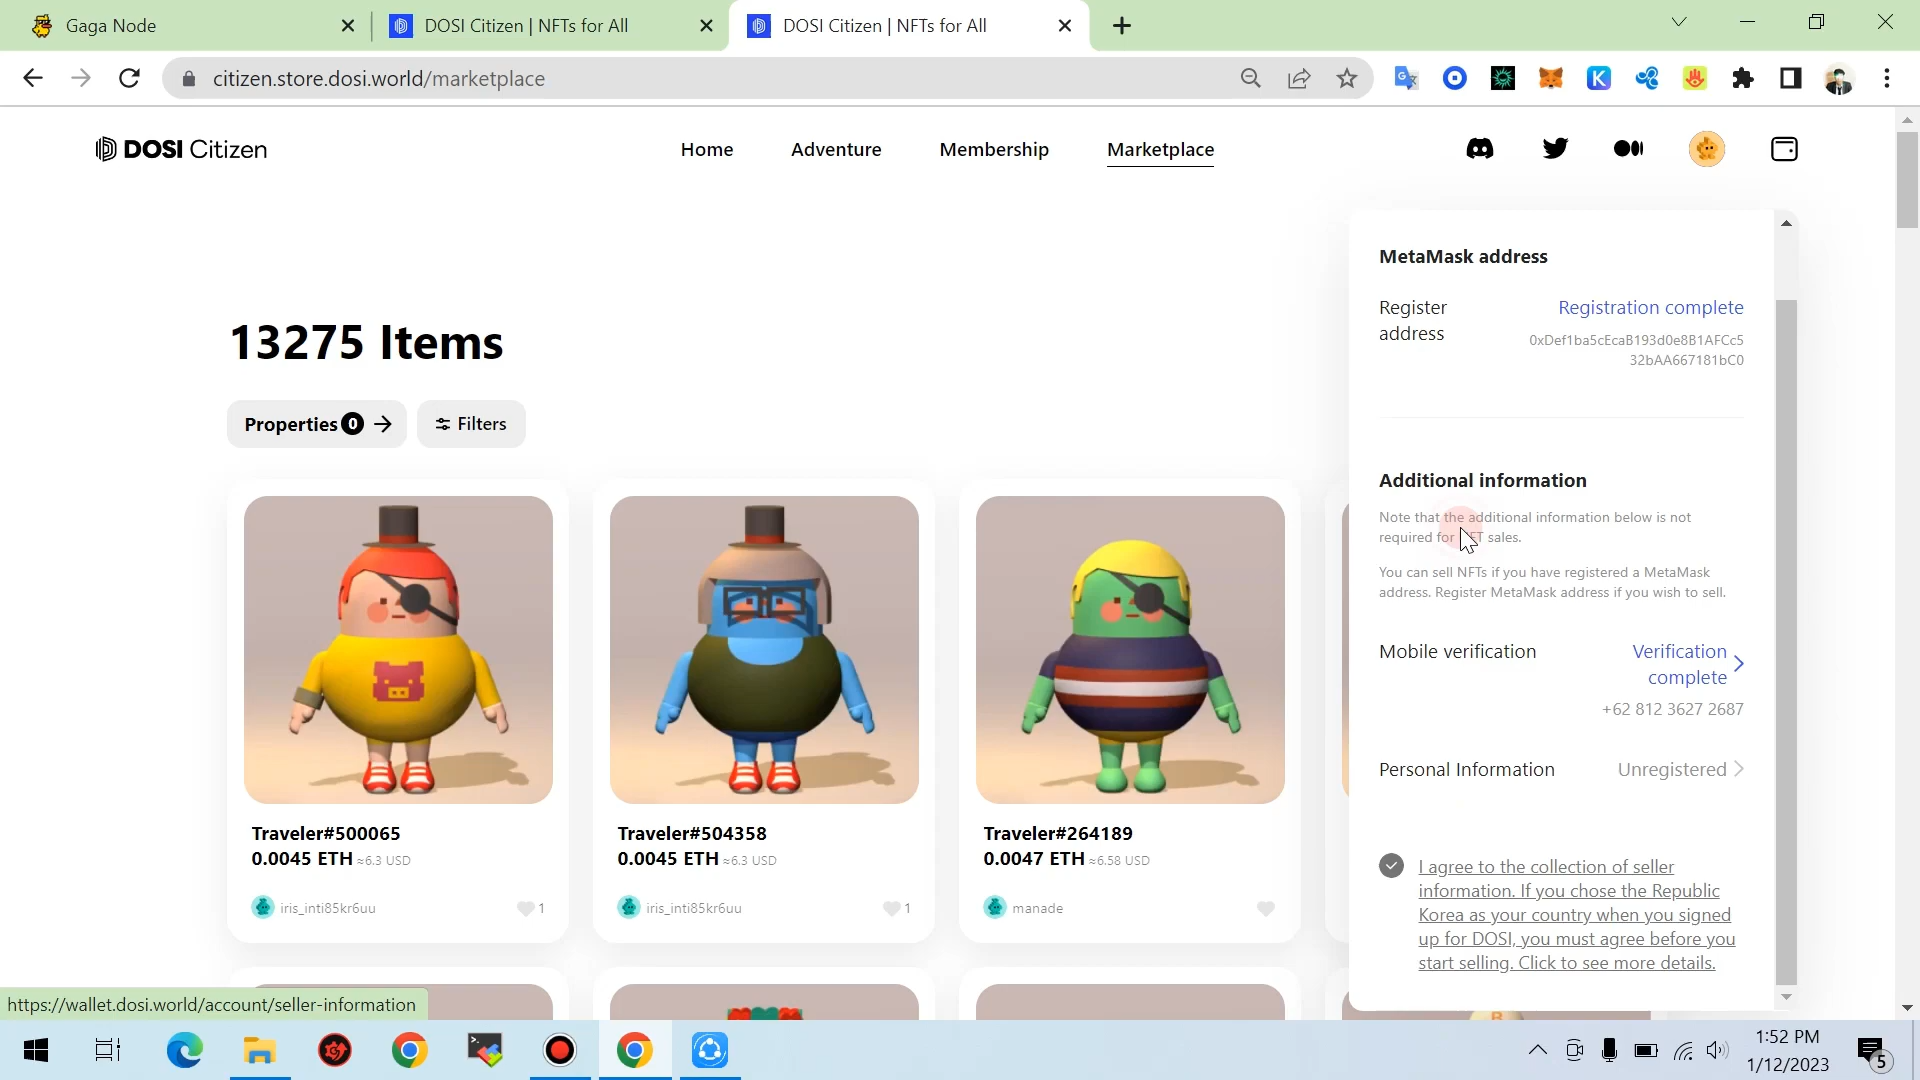 Gaga Node
DOSI Citizen | NFTs for All
DOSI Citizen | NFTs for All
citizen.store.dosi.world/marketplace
DOSI Citizen
Home
Adventure
Membership
Marketplace
13275 Items
Properties 0
Filters
Traveler#500065
0.0045 ETH ≈6.3 USD
iris_inti85kr6uu
1
Traveler#504358
0.0045 ETH ≈6.3 USD
iris_inti85kr6uu
1
Traveler#264189
0.0047 ETH ≈6.58 USD
manade
MetaMask address
Register
address
Registration complete
0xDef1ba5cEcaB193d0e8B1AFCc5
32bAA667181bC0
Additional information
Note that the additional information below is not
required for NFT sales.
You can sell NFTs if you have registered a MetaMask
address. Register MetaMask address if you wish to sell.
Mobile verification
Verification
complete
+62 812 3627 2687
Personal Information
Unregistered
I agree to the collection of seller
information. If you chose the Republic
Korea as your country when you signed
up for DOSI, you must agree before you
start selling. Click to see more details.
https://wallet.dosi.world/account/seller-information
1:52 PM
1/12/2023
5